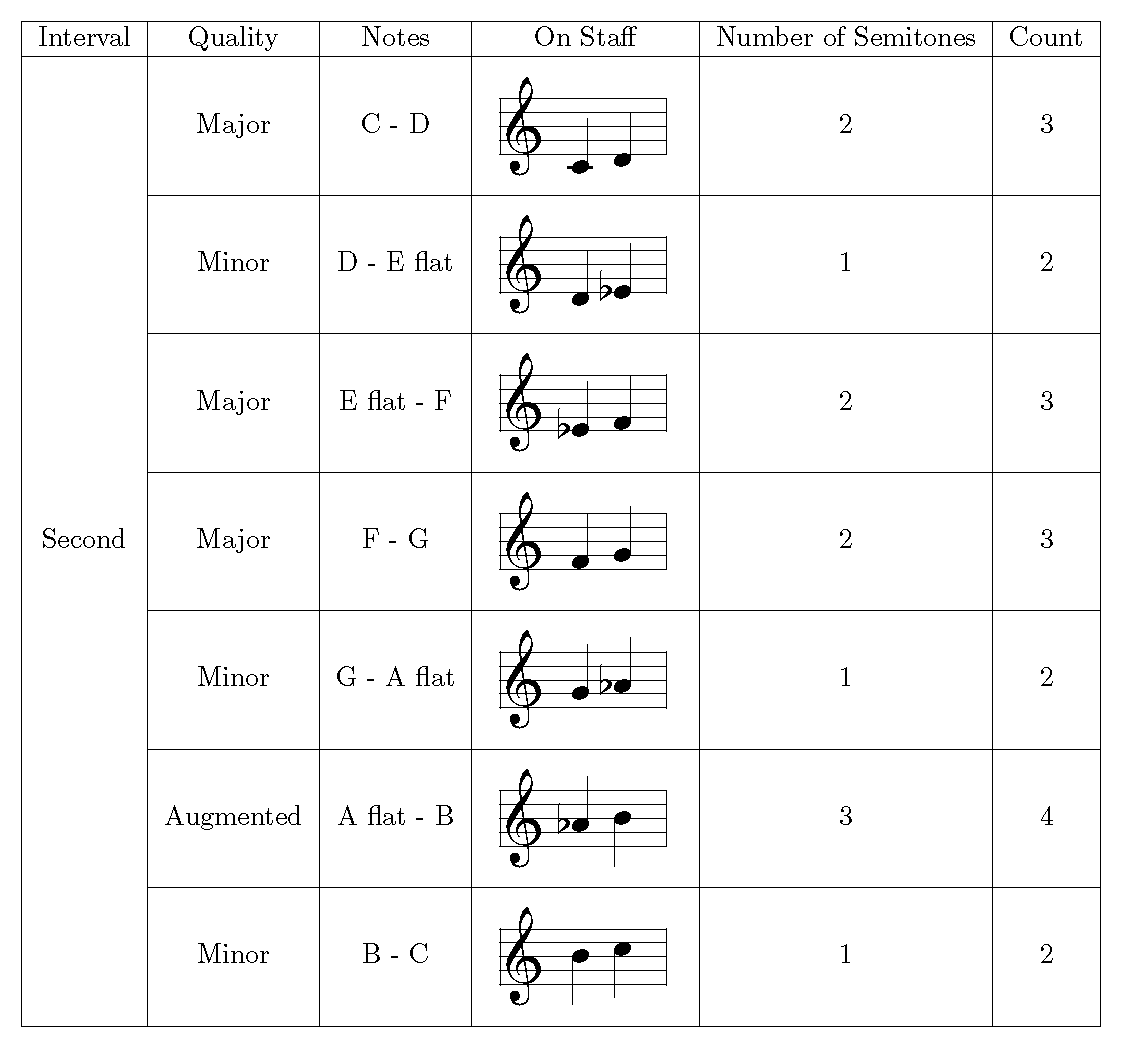 Interval Quality Notes On Staff Number of Semitones Count
Major C - D 2 3
Minor D - E flat 1 2
Major E flat - F 2 3
Second Major F - G 2 3
Minor G - A flat 1 2
Augmented A flat - B 3 4
Minor B - C 1 2